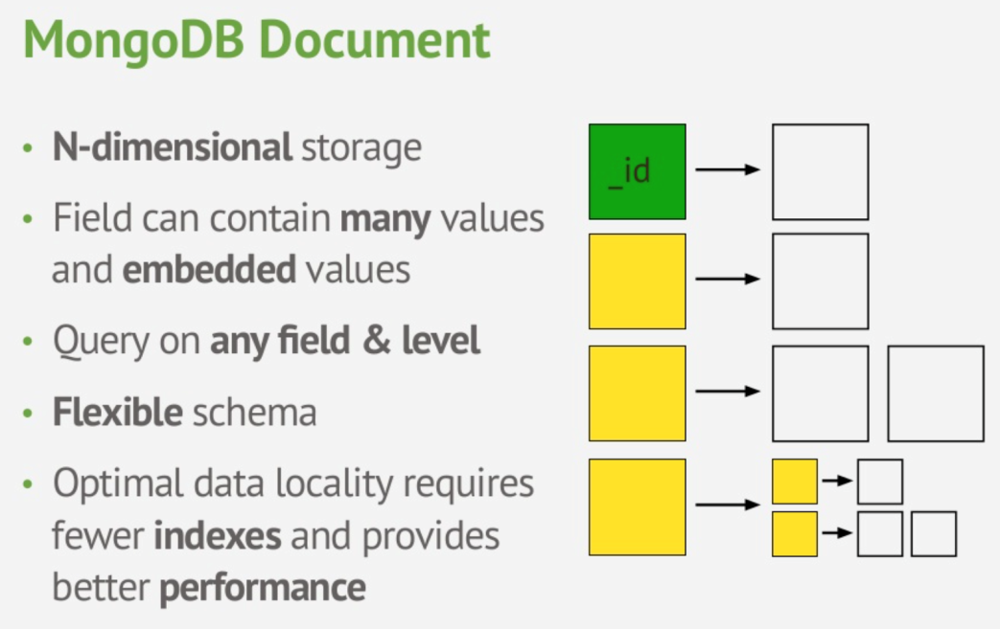 MongoDB Document
• N-dimensional storage
• Field can contain many values
and embedded values
• Query on any field & level
• Flexible schema
• Optimal data locality requires
fewer indexes and provides
better performance
_id